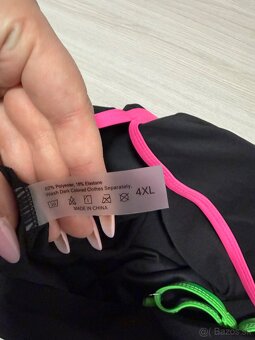 82% Polyester, 18% Elastane
Wash Dark Colored Clothes Separately
4XL
MADE IN CHINA